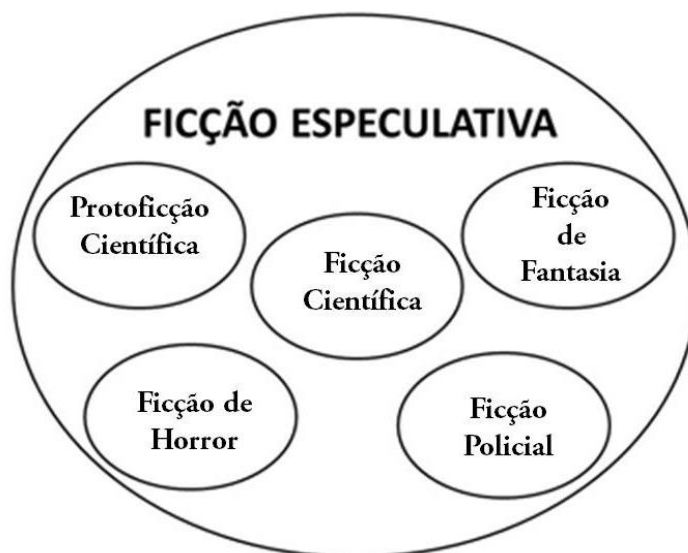 FICÇÃO ESPECULATIVA
Protoficção
Científica
Ficção
Científica
Ficção
de
Fantasia
Ficção de
Horror
Ficção
Policial